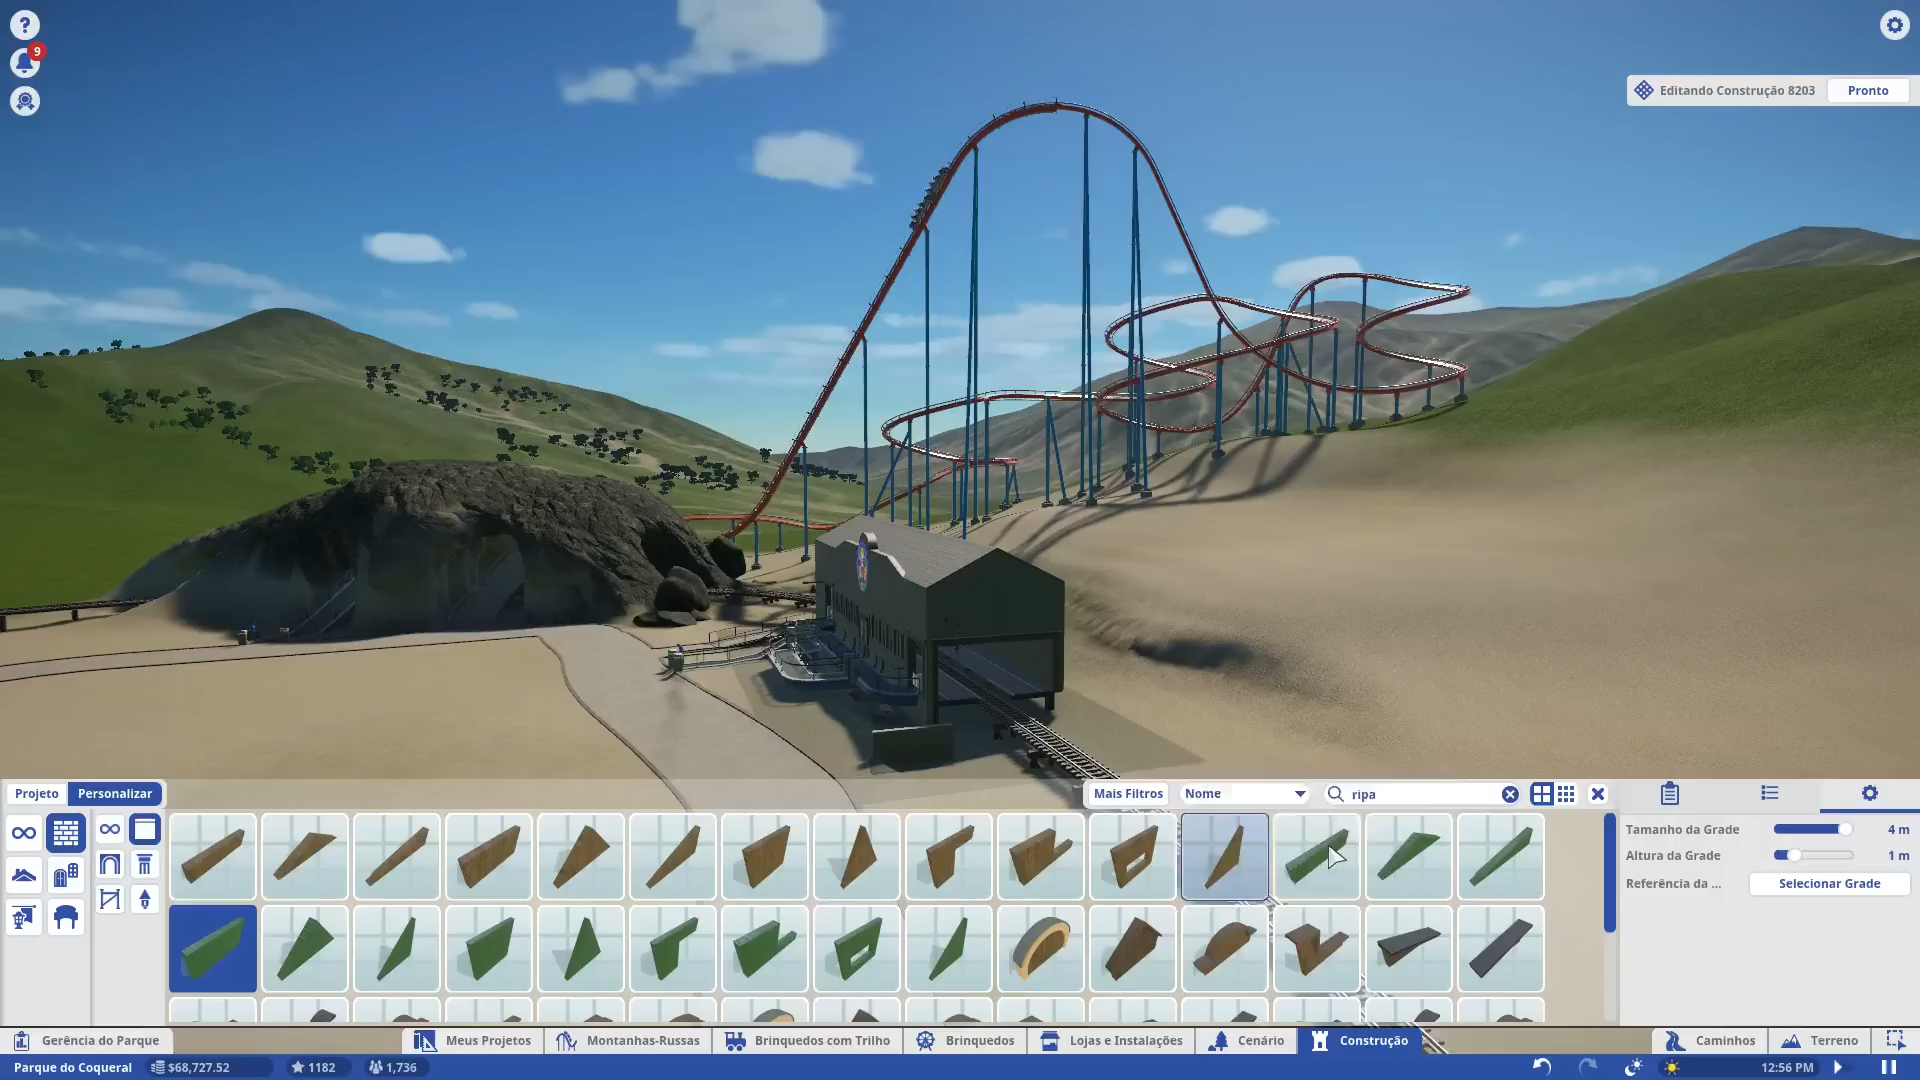 ?
9
Editando Construção 8203
Pronto
Projeto
Personalizar
Mais Filtros
Nome
ripa
Tamanho da Grade
4 m
Altura da Grade
1 m
Referência da ...
Selecionar Grade
Gerência do Parque
Meus Projetos
Montanhas-Russas
Brinquedos com Trilho
Brinquedos
Lojas e Instalações
Cenário
Construção
Caminhos
Terreno
Parque do Coqueral
$68,727.52
1182
1,736
12:56 PM